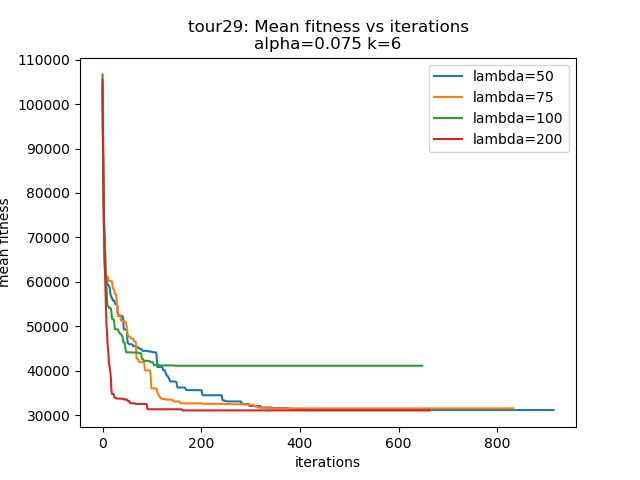 tour29: Mean fitness vs iterations
alpha=0.075 k=6
110000
100000
90000
80000
70000
60000
50000
40000
30000
mean fitness
0
200
400
600
800
iterations
lambda=50
lambda=75
lambda=100
lambda=200